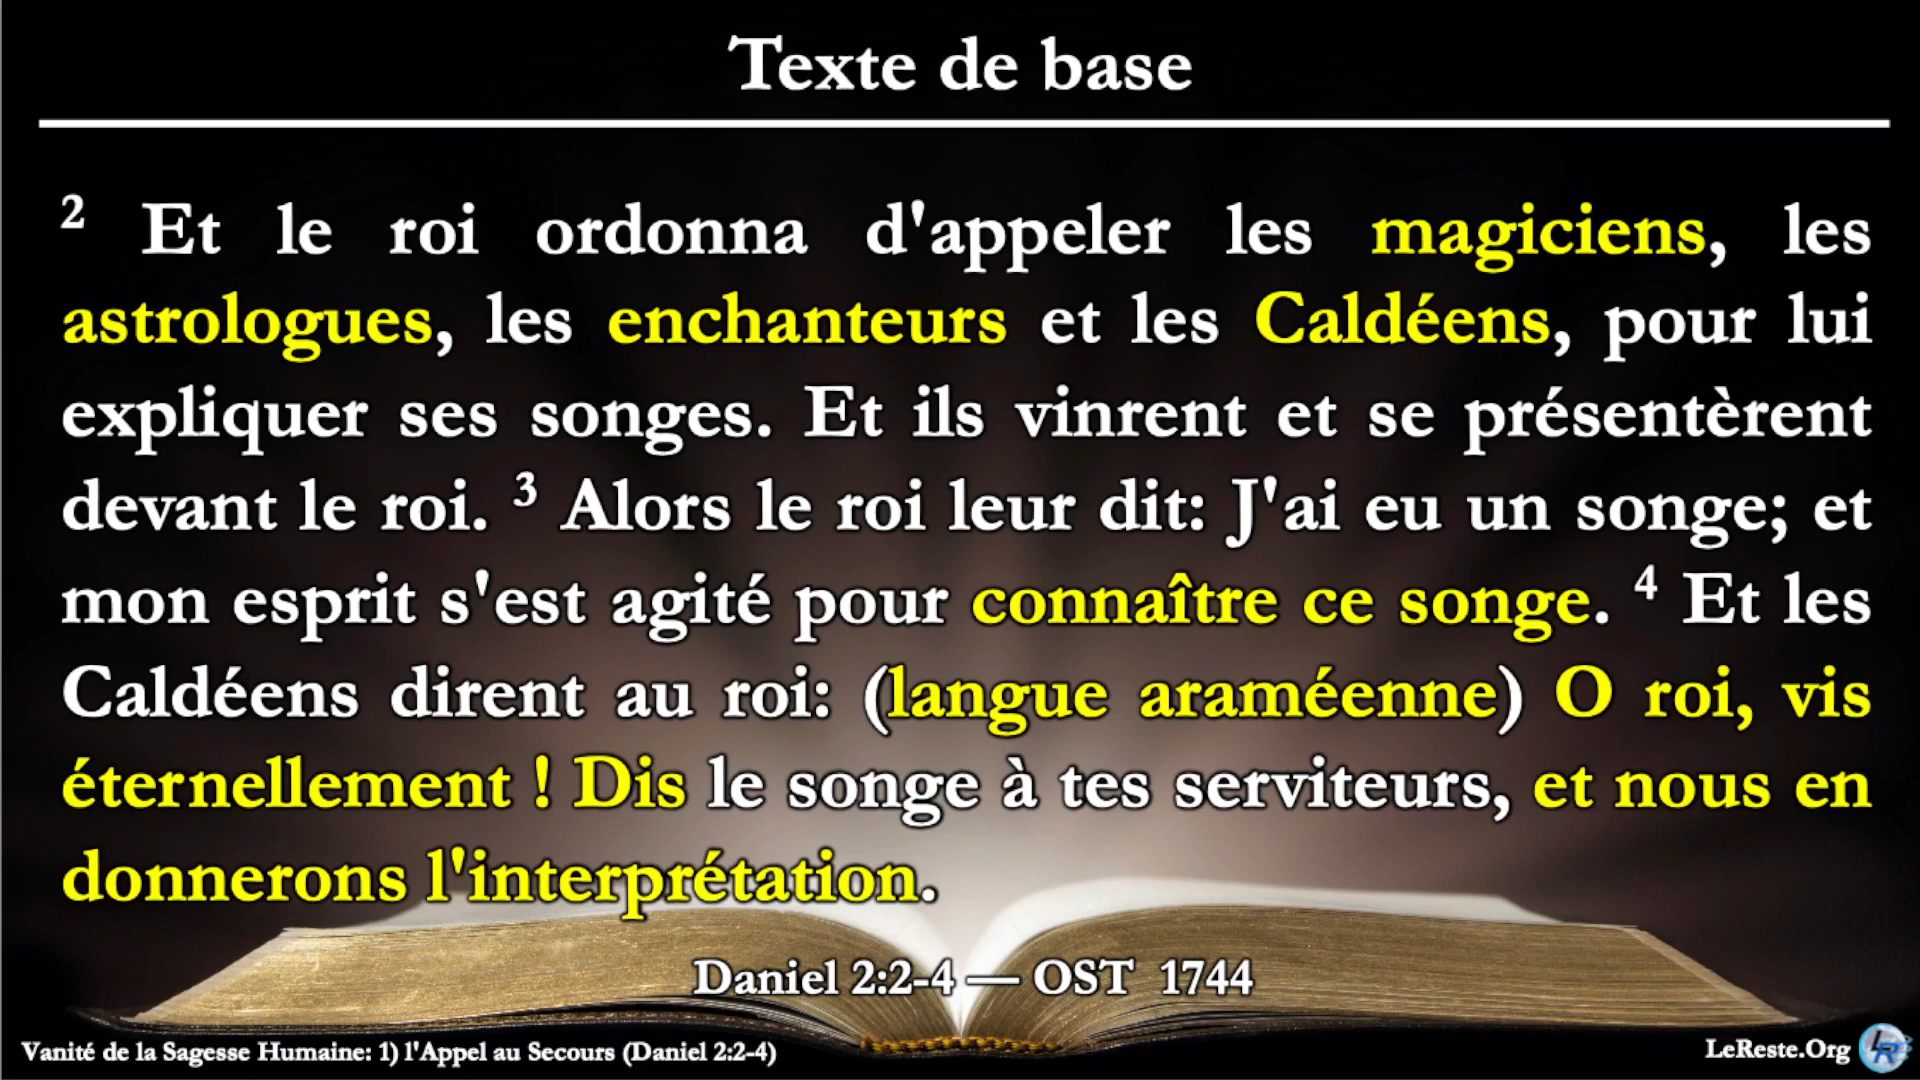 Texte de base
2 Et le roi ordonna d'appeler les magiciens, les
astrologues, les enchanteurs et les Caldéens, pour lui
expliquer ses songes. Et ils vinrent et se présentèrent
devant le roi. 3 Alors le roi leur dit: J'ai eu un songe; et
mon esprit s'est agité pour connaître ce songe. 4 Et les
Caldéens dirent au roi: (langue araméenne) O roi, vis
éternellement ! Dis le songe à tes serviteurs, et nous en
donnerons l'interprétation.
Daniel 2:2-4 — OST 1744
Vanité de la Sagesse Humaine: 1) l'Appel au Secours (Daniel 2:2-4)
LeReste.Org LR